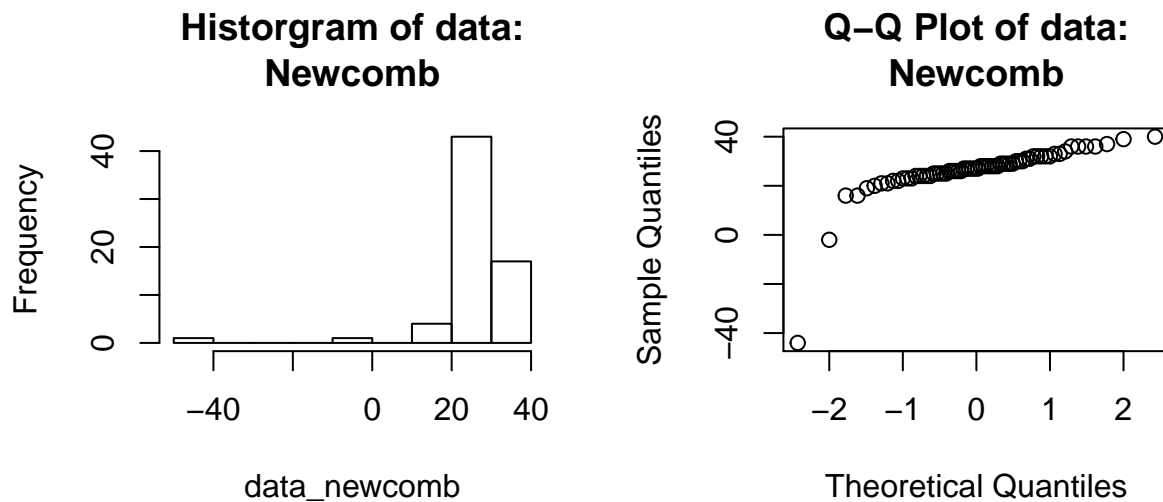 Historgram of data:
Newcomb
Frequency
40
20
0
−40
0
20
40
data_newcomb
Q−Q Plot of data:
Newcomb
Sample Quantiles
40
0
−40
−2
−1
0
1
2
Theoretical Quantiles